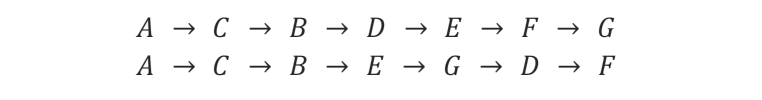 A → C → B → D → E → F → G
A → C → B → E → G → D → F